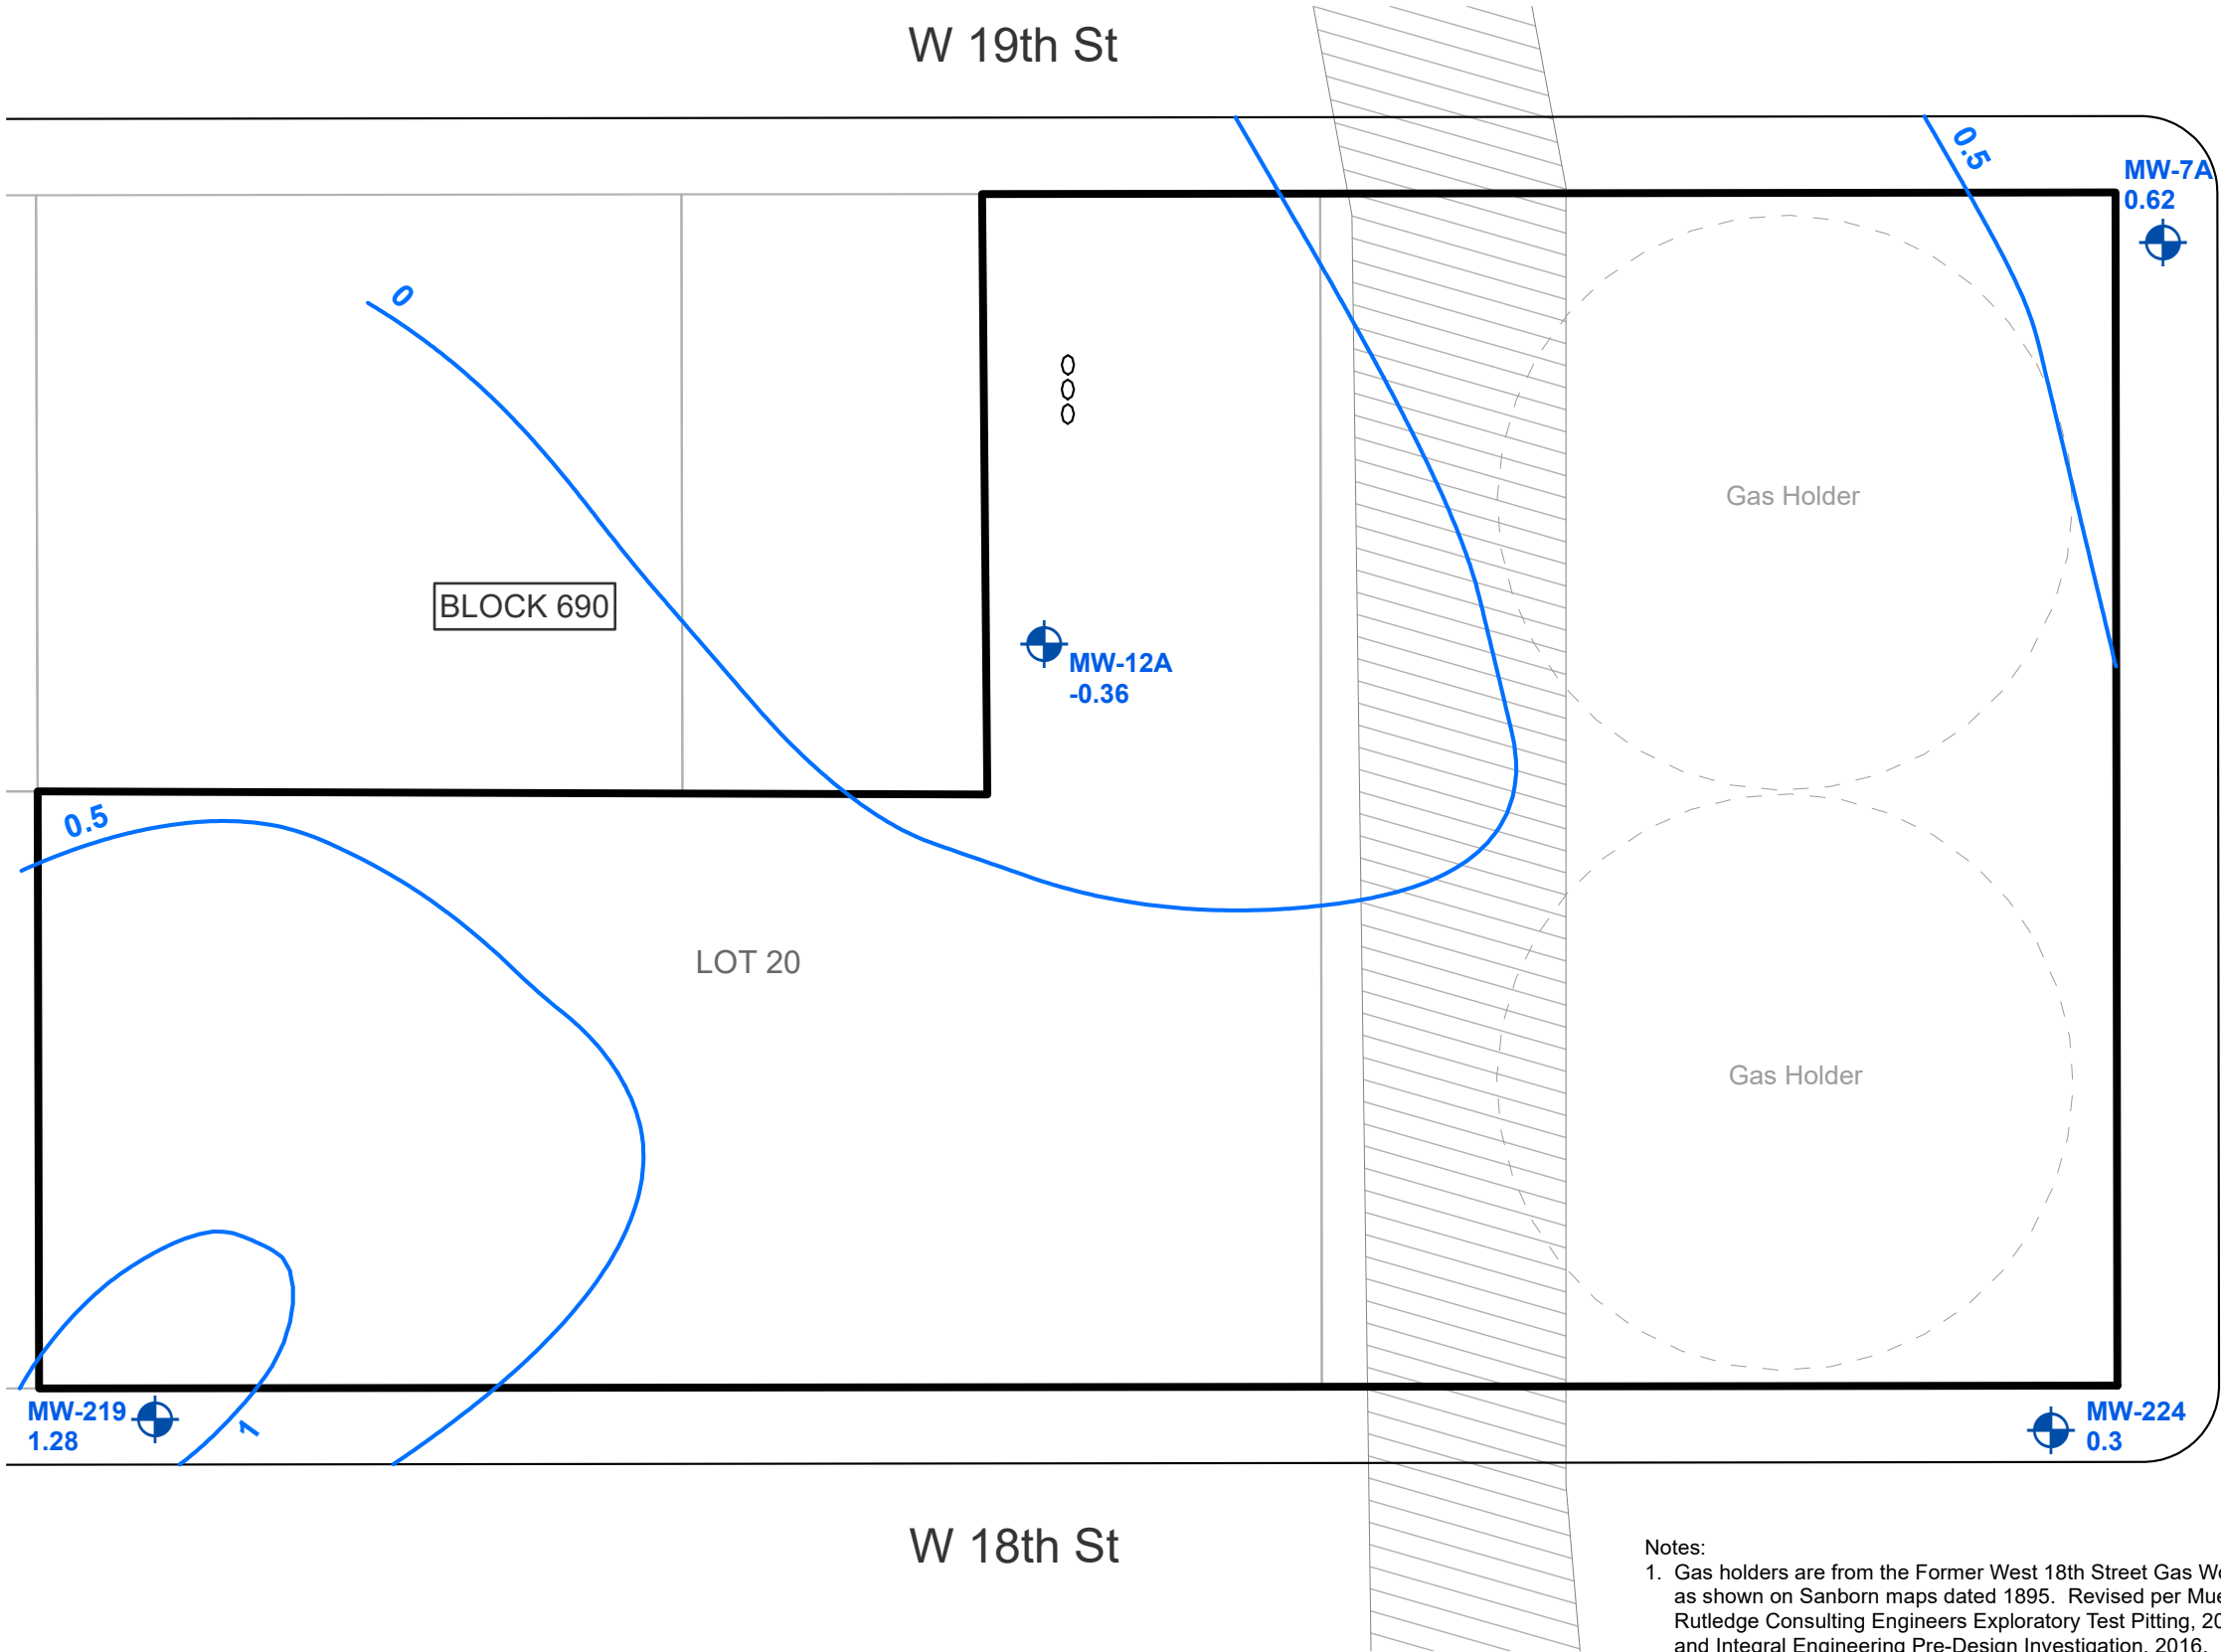 W 19th St
0.5
MW-7A
0.62
0
BLOCK 690
Gas Holder
MW-12A
-0.36
0.5
LOT 20
Gas Holder
MW-219
1.28
1
MW-224
0.3
W 18th St
Notes:
1. Gas holders are from the Former West 18th Street Gas
as shown on Sanborn maps dated 1895. Revised per
Rutledge Consulting Engineers Exploratory Test Pitting,
and Integral Engineering Pre-Design Investigation, 2016.